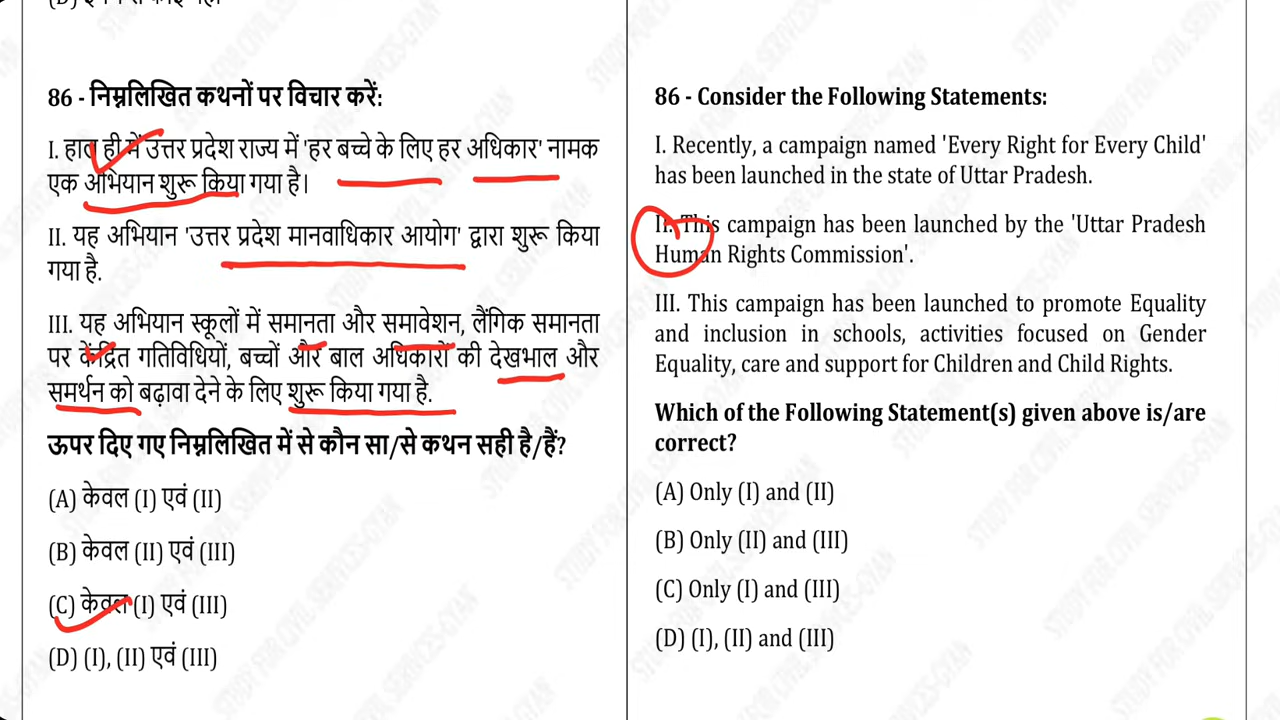 86 - निम्नलिखित कथनों पर विचार करें:
I. हाल ही में उत्तर प्रदेश राज्य में 'हर बच्चे के लिए हर अधिकार' नामक
एक अभियान शुरू किया गया है।
II. यह अभियान 'उत्तर प्रदेश मानवाधिकार आयोग' द्वारा शुरू किया
गया है.
III. यह अभियान स्कूलों में समानता और समावेशन, लैंगिक समानता
पर केंद्रित गतिविधियों, बच्चों और बाल अधिकारों की देखभाल और
समर्थन को बढ़ावा देने के लिए शुरू किया गया है.
ऊपर दिए गए निम्नलिखित में से कौन सा/से कथन सही है/हैं?
(A) केवल (I) एवं (II)
(B) केवल (II) एवं (III)
(C) केवल (I) एवं (III)
(D) (I), (II) एवं (III)
86 - Consider the Following Statements:
I. Recently, a campaign named 'Every Right for Every Child'
has been launched in the state of Uttar Pradesh.
II. This campaign has been launched by the 'Uttar Pradesh
Human Rights Commission'.
III. This campaign has been launched to promote Equality
and inclusion in schools, activities focused on Gender
Equality, care and support for Children and Child Rights.
Which of the Following Statement(s) given above is/are
correct?
(A) Only (I) and (II)
(B) Only (II) and (III)
(C) Only (I) and (III)
(D) (I), (II) and (III)
STUDY FOR CIVIL SERVICES-GYAN